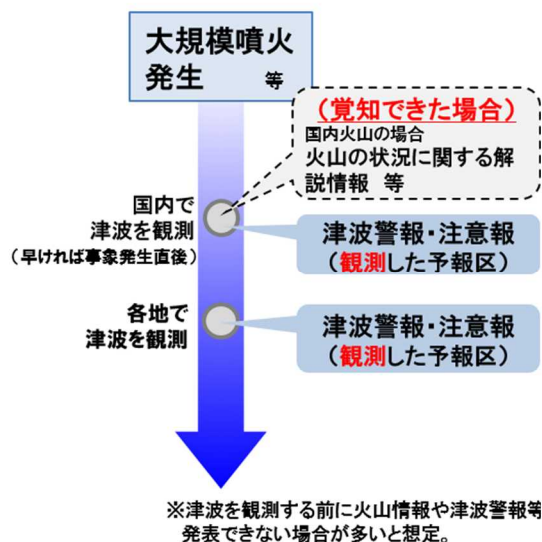 大規模噴火
発生 等
(覚知できた場合)
国内火山の場合
火山の状況に関する解
説情報 等
国内で
津波を観測
(早ければ事象発生直後)
津波警報・注意報
(観測した予報区)
各地で
津波を観測
津波警報・注意報
(観測した予報区)
※津波を観測する前に火山情報や津波警報等
発表できない場合が多いと想定。